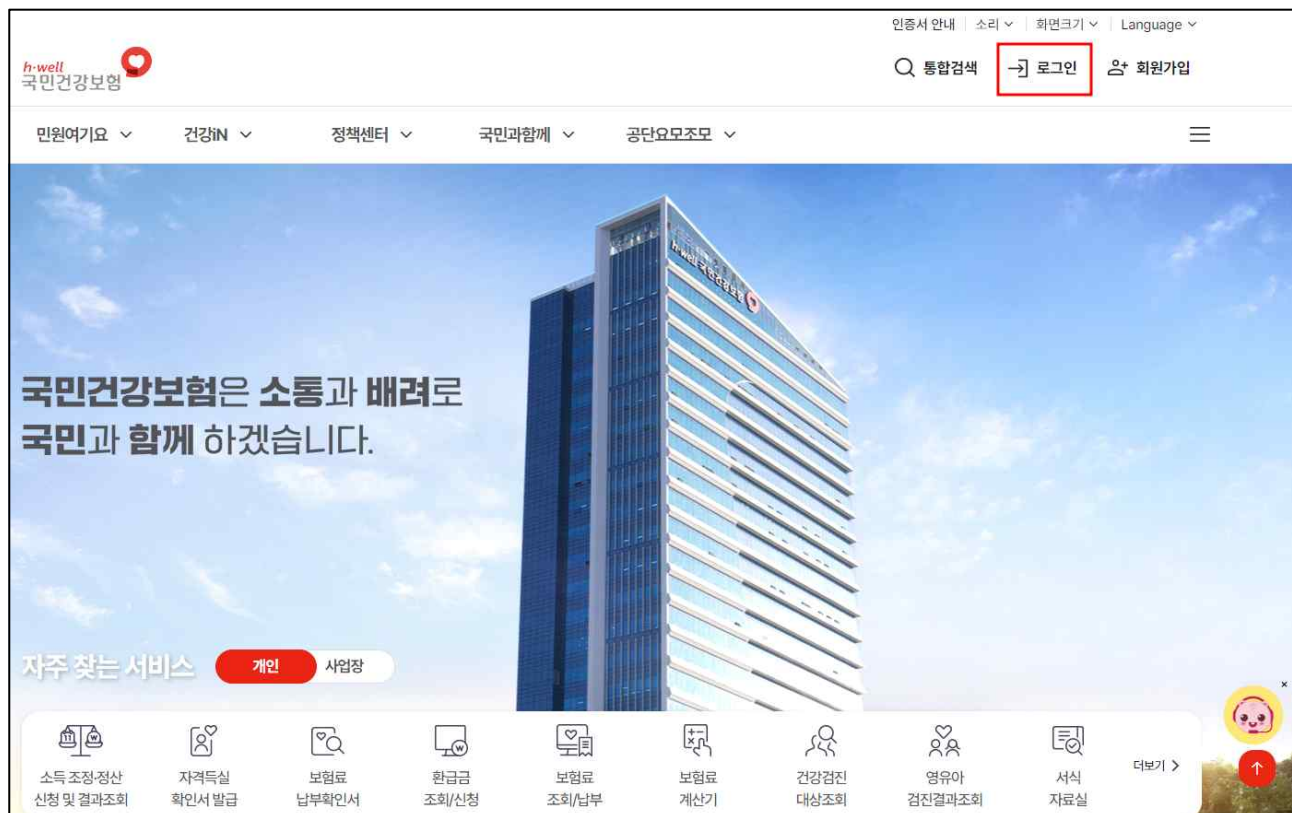 인증서 안내 소리 화면크기 Language
h·well
국민건강보험
통합검색 로그인 회원가입
민원여기요 건강iN 정책센터 국민과함께 공단요모조모
h·well 국민건강보험
국민건강보험은 소통과 배려로
국민과 함께 하겠습니다.
자주 찾는 서비스 개인 사업장
소득 조정·정산
신청 및 결과조회
자격득실
확인서 발급
보험료
납부확인서
환급금
조회/신청
보험료
조회/납부
보험료
계산기
건강검진
대상조회
영유아
검진결과조회
서식
자료실
더보기